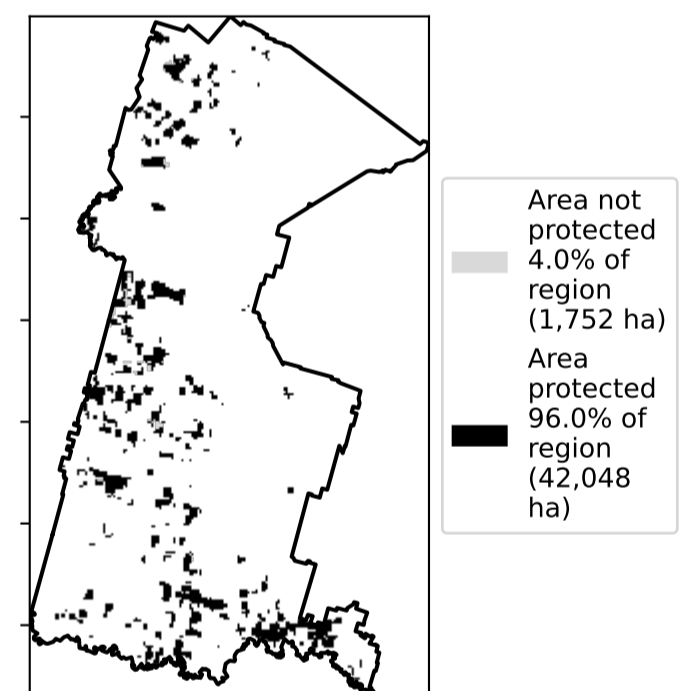 Area not
protected
4.0% of
region
(1,752 ha)
Area
protected
96.0% of
region
(42,048
ha)